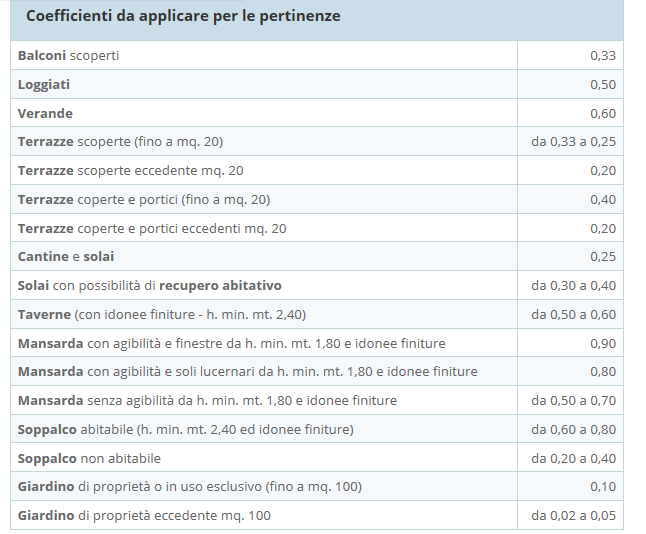 Coefficienti da applicare per le pertinenze
Balconi scoperti 0,33
Loggiati 0,50
Verande 0,60
Terrazze scoperte (fino a mq. 20) da 0,33 a 0,25
Terrazze scoperte eccedente mq. 20 0,20
Terrazze coperte e portici (fino a mq. 20) 0,40
Terrazze coperte e portici eccedenti mq. 20 0,20
Cantine e solai 0,25
Solai con possibilità di recupero abitativo da 0,30 a 0,40
Taverne (con idonee finiture - h. min. mt. 2,40) da 0,50 a 0,60
Mansarda con agibilità e finestre da h. min. mt. 1,80 e idonee finiture 0,90
Mansarda con agibilità e soli lucernari da h. min. mt. 1,80 e idonee finiture 0,80
Mansarda senza agibilità da h. min. mt. 1,80 e idonee finiture da 0,50 a 0,70
Soppalco abitabile (h. min. mt. 2,40 ed idonee finiture) da 0,60 a 0,80
Soppalco non abitabile da 0,20 a 0,40
Giardino di proprietà o in uso esclusivo (fino a mq. 100) 0,10
Giardino di proprietà eccedente mq. 100 da 0,02 a 0,05